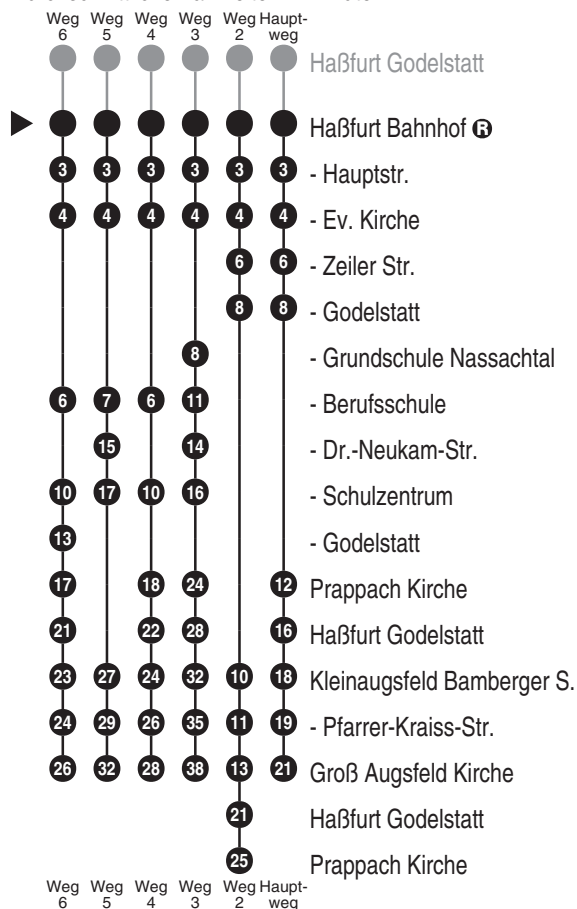 Weg Weg Weg Weg Weg Haupt-
6 5 4 3 2 weg
Haßfurt Godelstatt
Haßfurt Bahnhof R
3 3 3 3 3 3 - Hauptstr.
4 4 4 4 4 4 - Ev. Kirche
6 6 - Zeiler Str.
8 8 - Godelstatt
8 - Grundschule Nassachtal
6 7 6 11 - Berufsschule
15 14 - Dr.-Neukam-Str.
10 17 10 16 - Schulzentrum
13 - Godelstatt
17 18 24 12 Prappach Kirche
21 22 28 16 Haßfurt Godelstatt
23 27 24 32 10 18 Kleinaugsfeld Bamberger S.
24 29 26 35 11 19 - Pfarrer-Kraiss-Str.
26 32 28 38 13 21 Groß Augsfeld Kirche
21 Haßfurt Godelstatt
25 Prappach Kirche
Weg Weg Weg Weg Weg Haupt-
6 5 4 3 2 weg